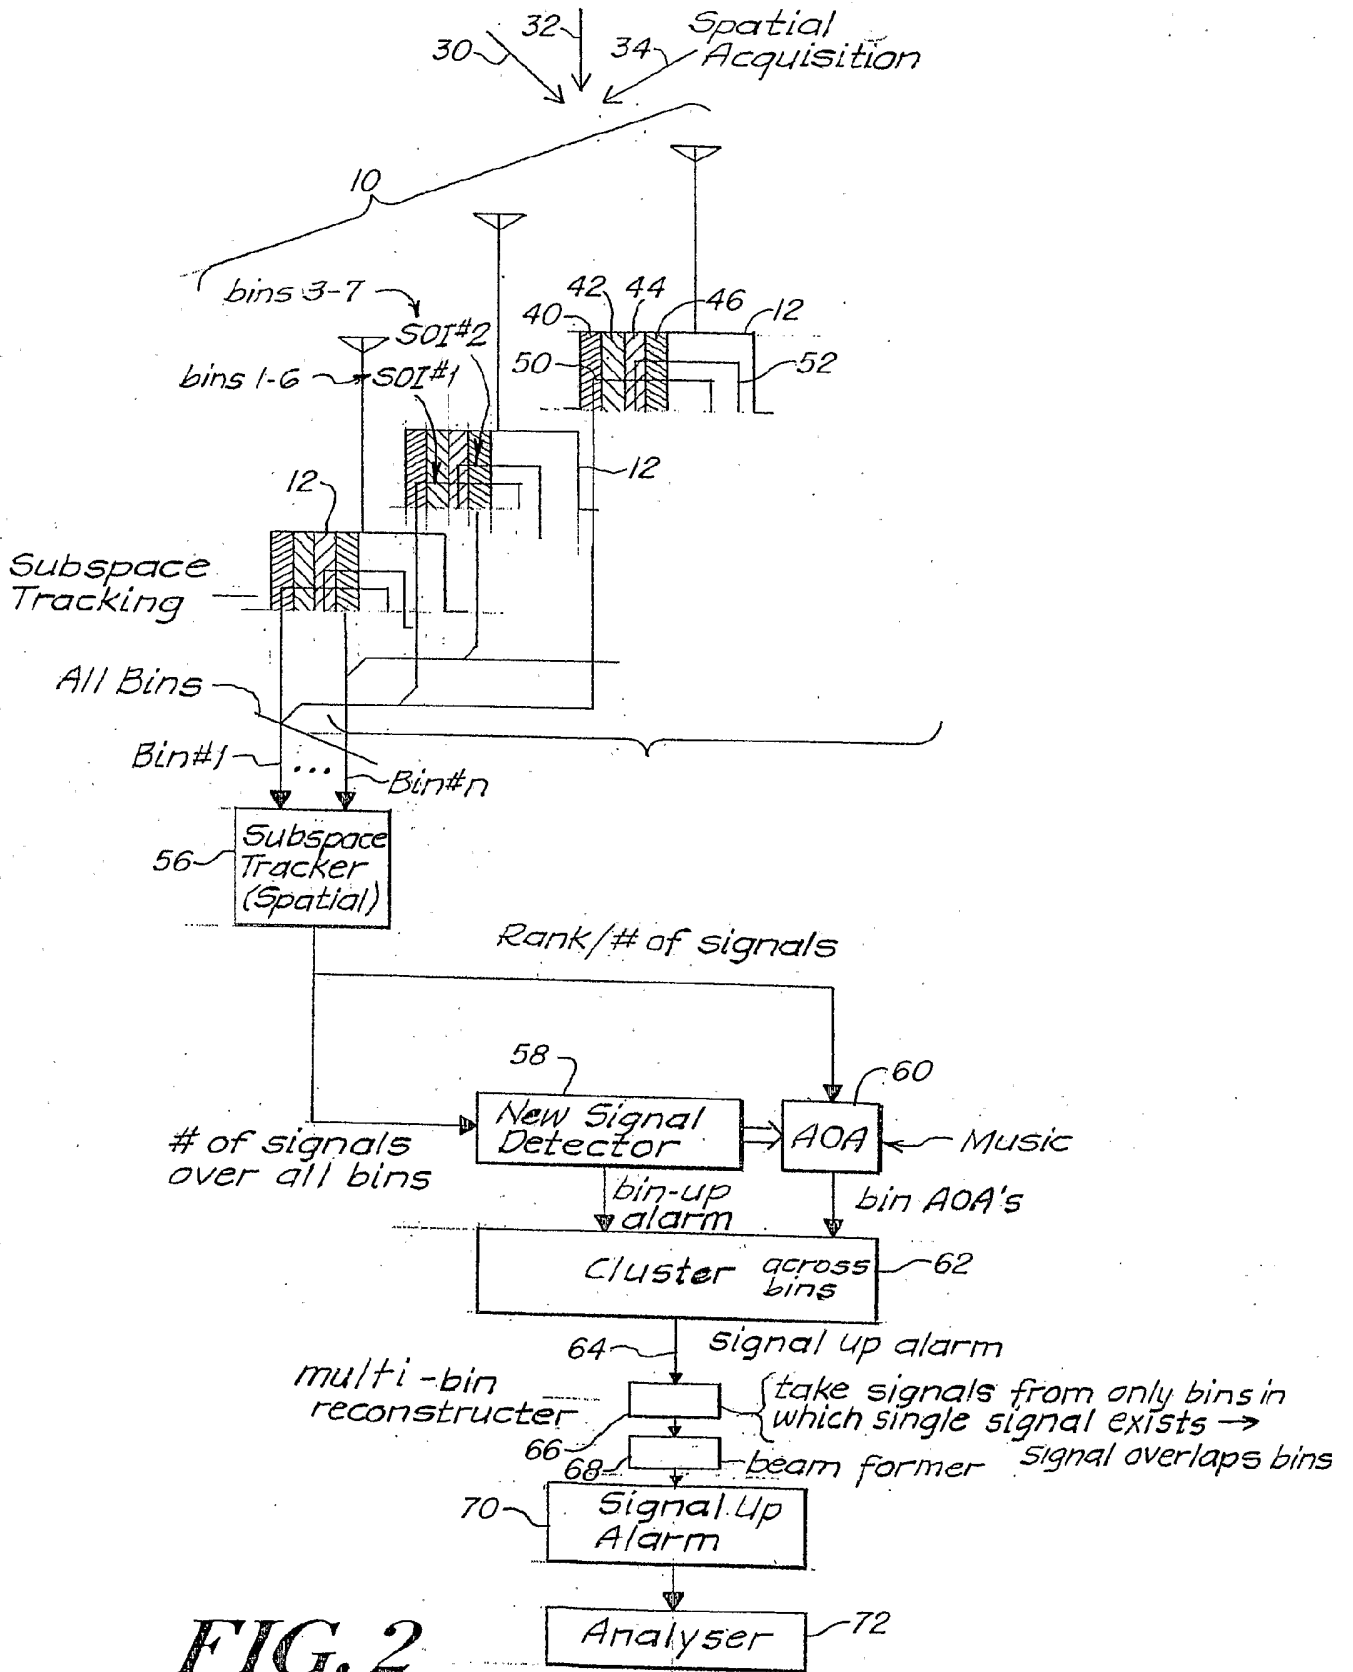 Spatial
Acquisition
30
32
34
10
bins 3-7
SOI#2
bins 1-6
SOI#1
40
42
44
46
12
50
52
12
12
Subspace
Tracking
All Bins
Bin#1
...
Bin#n
56
Subspace
Tracker
(Spatial)
Rank/# of signals
58
60
New Signal
Detector
AOA
Music
# of signals
over all bins
bin-up
alarm
bin AOA's
Cluster across
bins
62
64
signal up alarm
multi-bin
reconstructer
take signals from only bins in
which single signal exists →
signal overlaps bins
66
68
beam former
70
Signal Up
Alarm
Analyser
72
FIG. 2